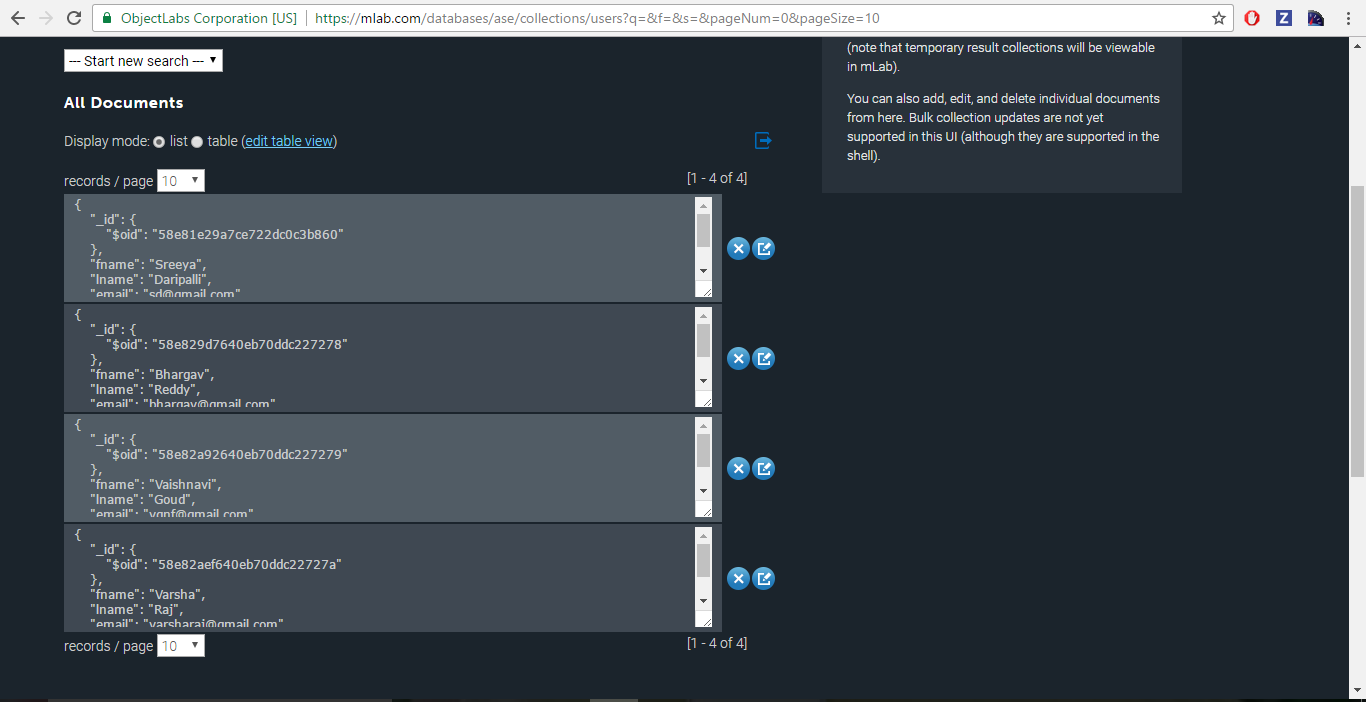 ObjectLabs Corporation [US] | https://mlab.com/databases/ase/collections/users?q=&f=&s=&pageNum=0&pageSize=10
(note that temporary result collections will be viewable
in mLab).
You can also add, edit, and delete individual documents
from here. Bulk collection updates are not yet
supported in this UI (although they are supported in the
shell).
--- Start new search ---
All Documents
Display mode: list table (edit table view)
records / page 10 [1 - 4 of 4]
{
"_id": {
"$oid": "58e81e29a7ce722dc0c3b860"
},
"fname": "Sreeya",
"lname": "Daripalli",
"email": "sd@gmail.com"
{
"_id": {
"$oid": "58e829d7640eb70ddc227278"
},
"fname": "Bhargav",
"lname": "Reddy",
"email": "bhargav@gmail.com"
{
"_id": {
"$oid": "58e82a92640eb70ddc227279"
},
"fname": "Vaishnavi",
"lname": "Goud",
"email": "vgnf@gmail.com"
{
"_id": {
"$oid": "58e82aef640eb70ddc22727a"
},
"fname": "Varsha",
"lname": "Raj",
"email": "varsharaj@gmail.com"
records / page 10 [1 - 4 of 4]